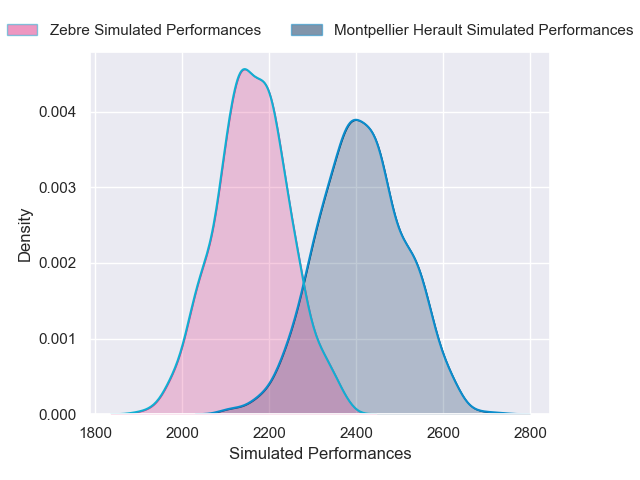 Zebre Simulated Performances
Montpellier Herault Simulated Performances
0.004
0.003
0.002
0.001
0.000
Density
1800
2000
2200
2400
2600
2800
Simulated Performances